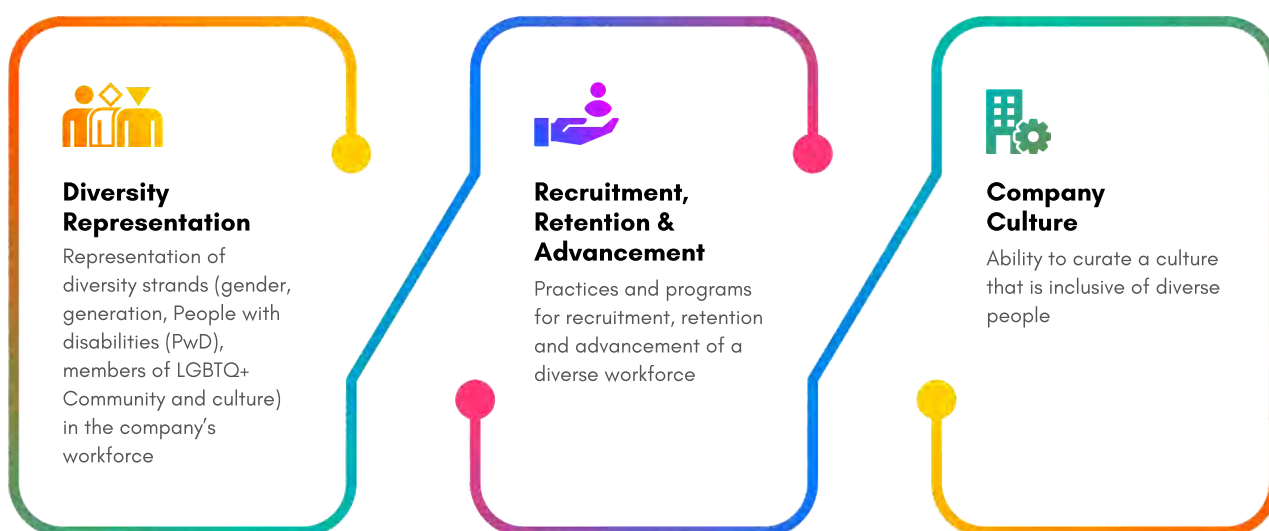 Diversity
Representation
Representation of
diversity strands (gender,
generation, People with
disabilities (PwD),
members of LGBTQ+
Community and culture)
in the company's
workforce
Recruitment,
Retention &
Advancement
Practices and programs
for recruitment, retention
and advancement of a
diverse workforce
Company
Culture
Ability to curate a culture
that is inclusive of diverse
people